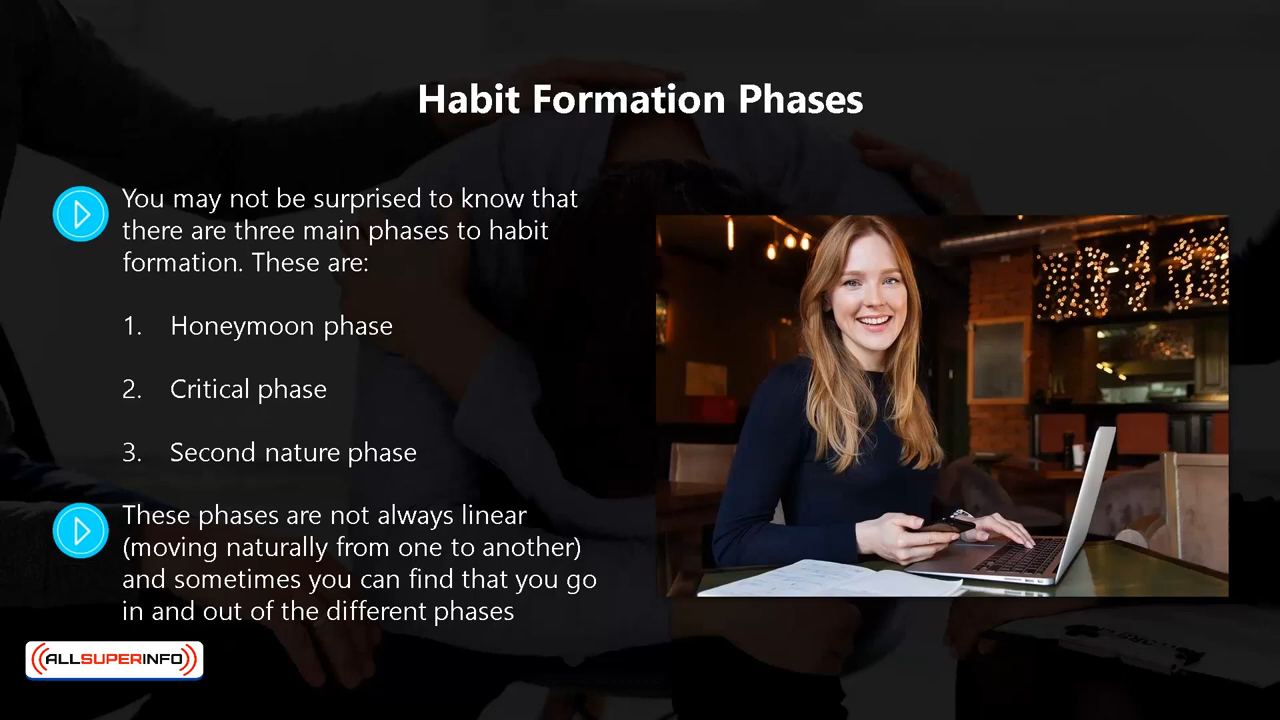 Habit Formation Phases
You may not be surprised to know that
there are three main phases to habit
formation. These are:
1. Honeymoon phase
2. Critical phase
3. Second nature phase
These phases are not always linear
(moving naturally from one to another)
and sometimes you can find that you go
in and out of the different phases
ALLSUPERINFO